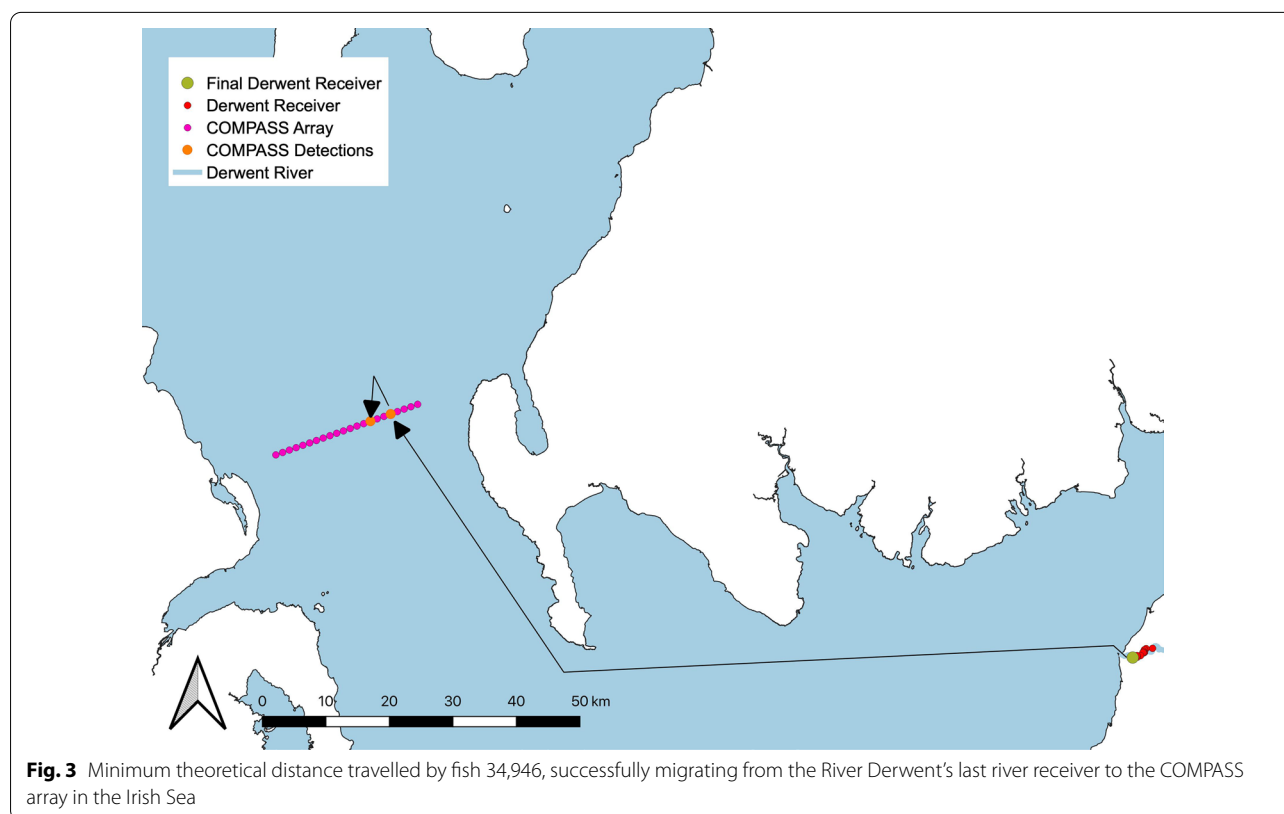 Final Derwent Receiver
Derwent Receiver
COMPASS Array
COMPASS Detections
Derwent River
0 10 20 30 40 50 km
Fig. 3 Minimum theoretical distance travelled by fish 34,946, successfully migrating from the River Derwent's last river receiver to the COMPASS
array in the Irish Sea